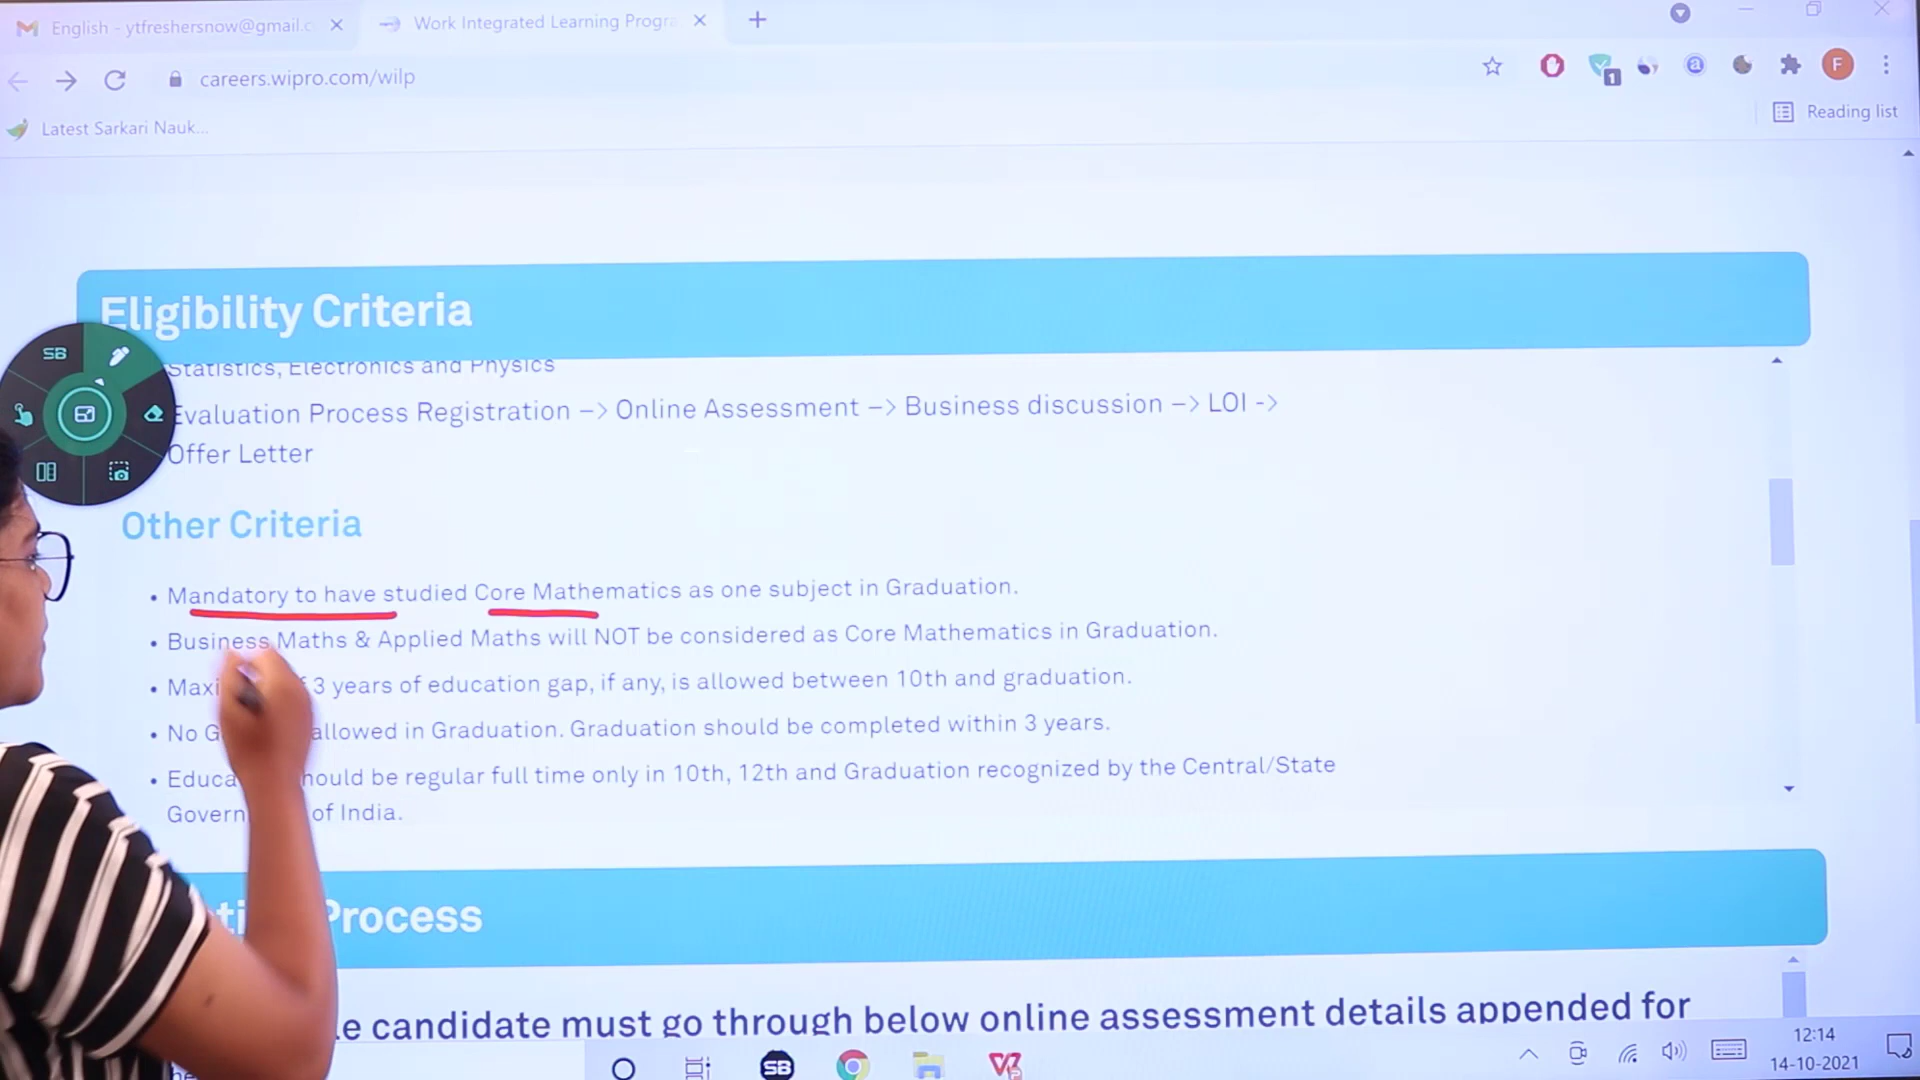 English - ytfreshersnow@gmail.c
Work Integrated Learning Progra
careers.wipro.com/wilp
1
F
Latest Sarkari Nauk...
Reading list
Eligibility Criteria
Statistics, Electronics and Physics
SB
Evaluation Process Registration –> Online Assessment –> Business discussion –> LOI ->
Offer Letter
Other Criteria
• Mandatory to have studied Core Mathematics as one subject in Graduation.
• Business Maths & Applied Maths will NOT be considered as Core Mathematics in Graduation.
• Maxi 3 years of education gap, if any, is allowed between 10th and graduation.
• No G allowed in Graduation. Graduation should be completed within 3 years.
• Educa hould be regular full time only in 10th, 12th and Graduation recognized by the Central/State
Govern of India.
Process
le candidate must go through below online assessment details appended for
SB
12:14
14-10-2021